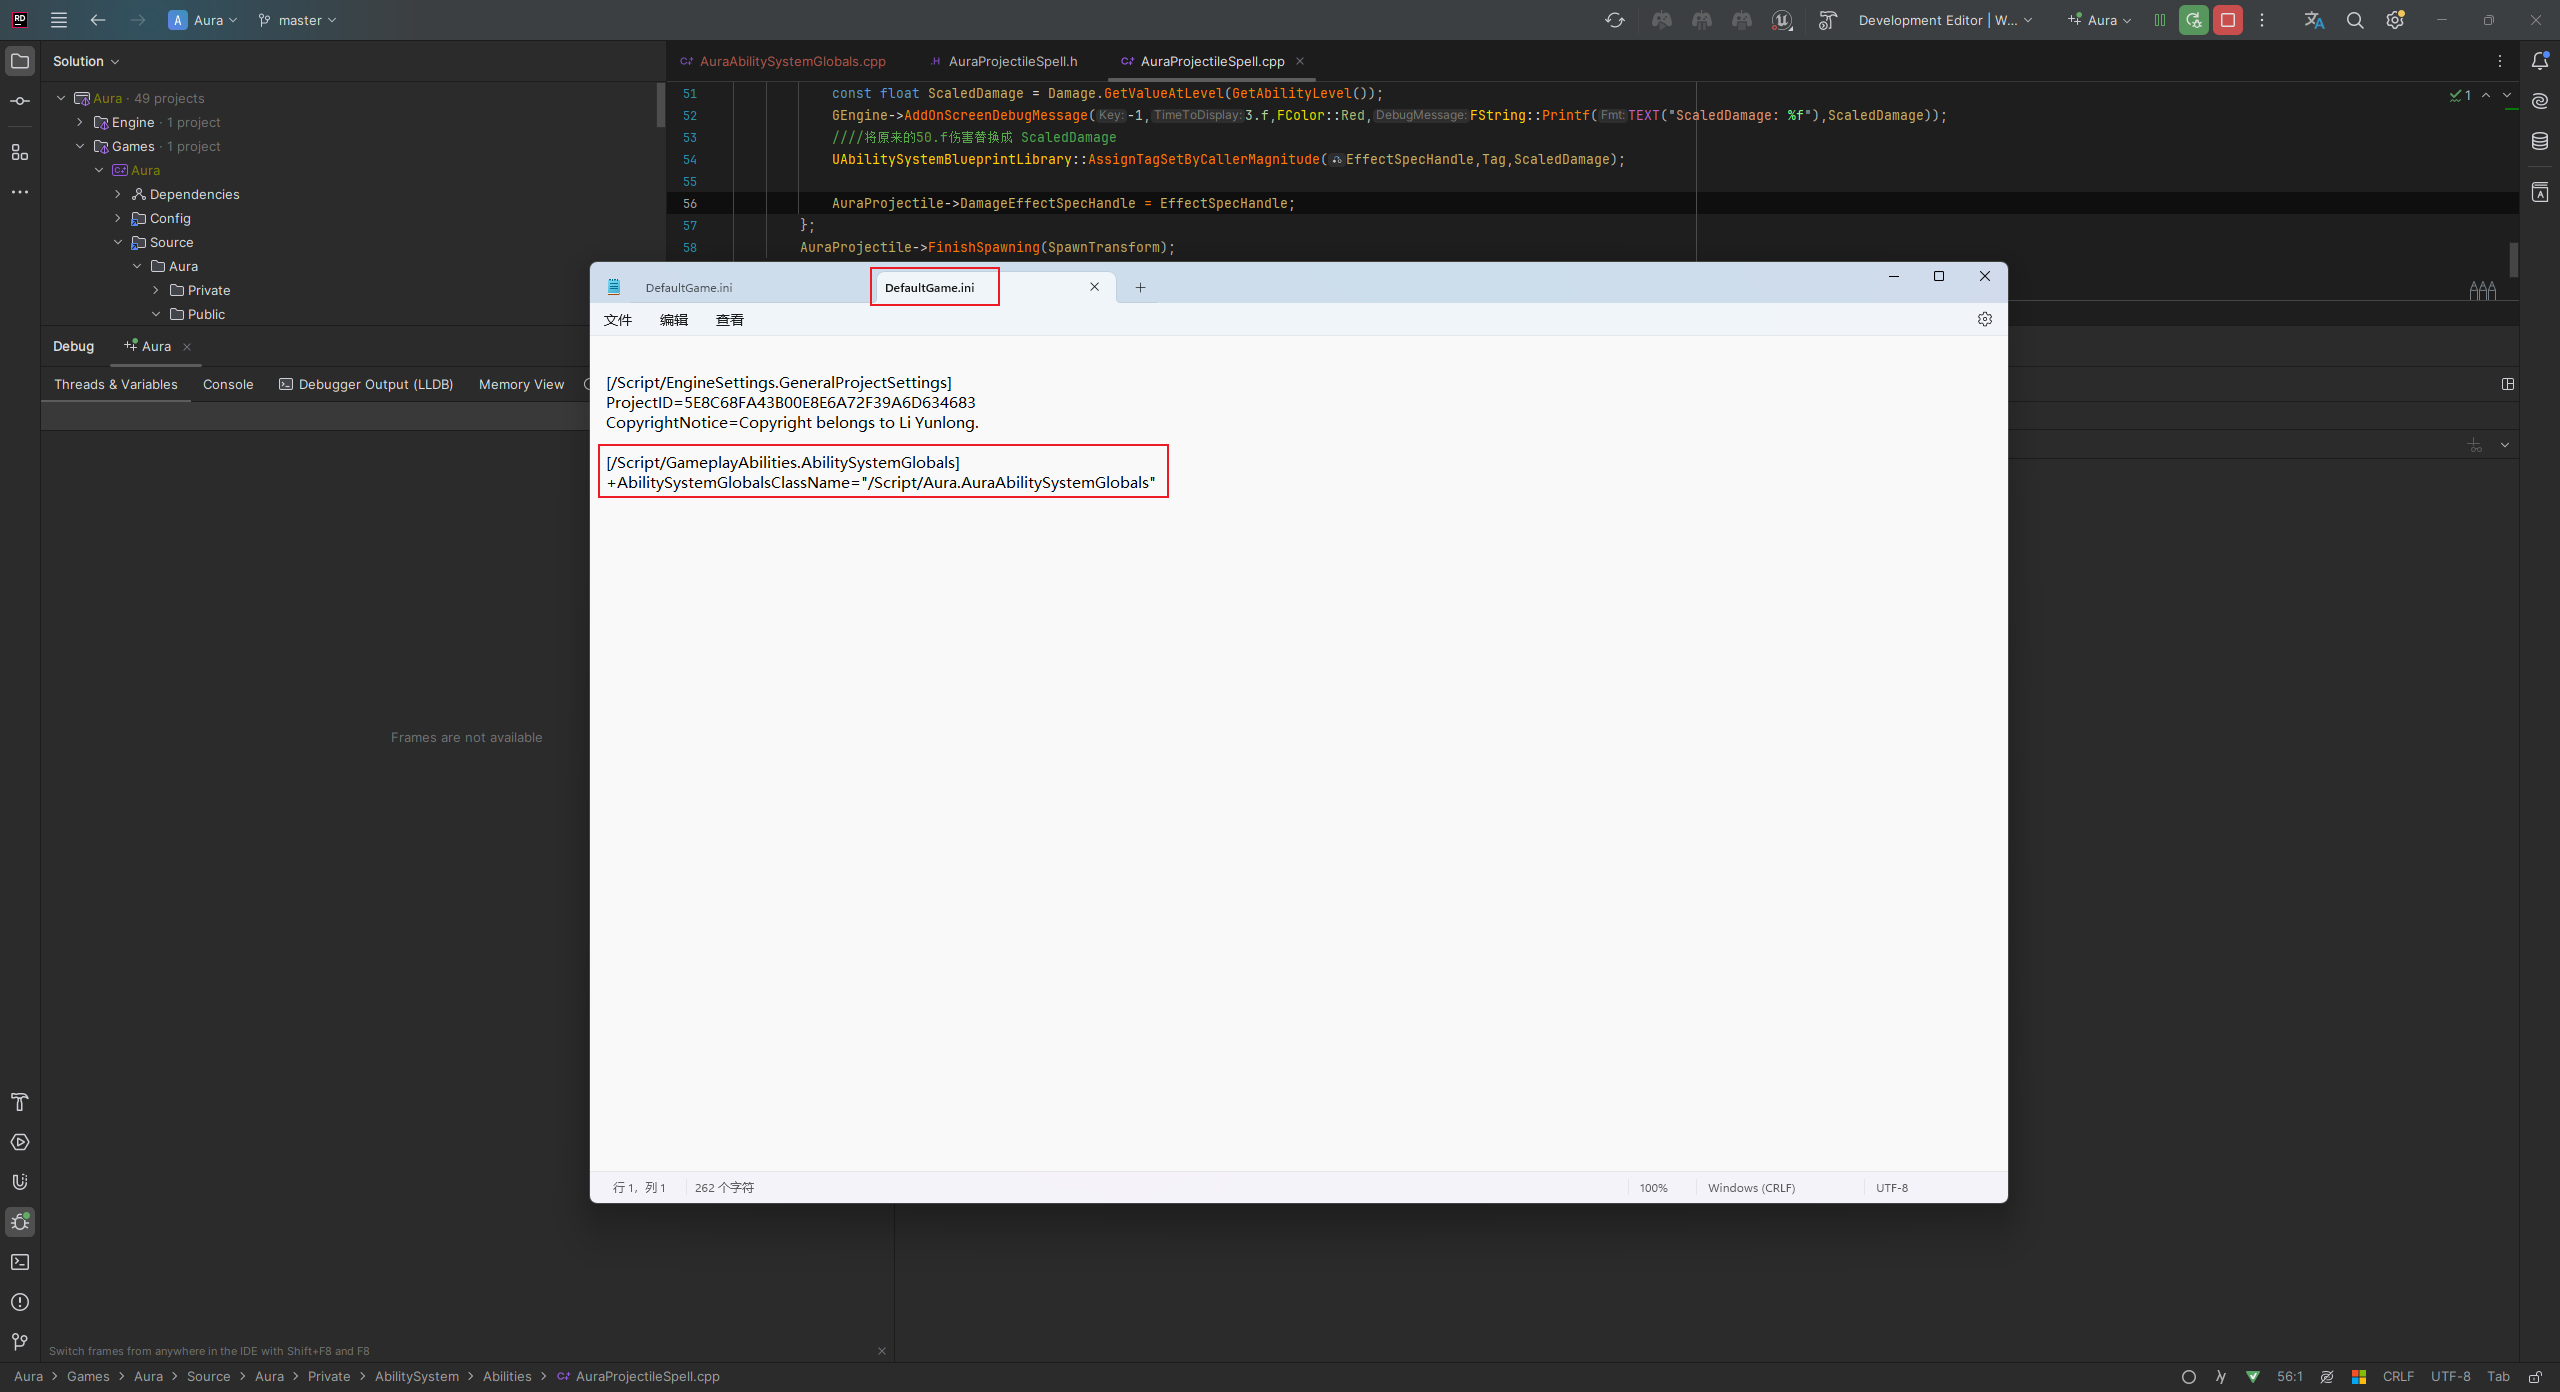 Aura
master
Development Editor | W...
Aura
Solution
Aura · 49 projects
Engine · 1 project
Games · 1 project
Aura
Dependencies
Config
Source
Aura
Private
Public
AuraAbilitySystemGlobals.cpp
AuraProjectileSpell.h
AuraProjectileSpell.cpp
51 const float ScaledDamage = Damage.GetValueAtLevel(GetAbilityLevel());
52 GEngine->AddOnScreenDebugMessage(Key:-1,TimeToDisplay:3.f,FColor::Red,DebugMessage:FString::Printf(Fmt:TEXT("ScaledDamage: %f"),ScaledDamage));
53 ////将原来的50.f伤害替换成 ScaledDamage
54 UAbilitySystemBlueprintLibrary::AssignTagSetByCallerMagnitude(EffectSpecHandle,Tag,ScaledDamage);
55
56 AuraProjectile->DamageEffectSpecHandle = EffectSpecHandle;
57 };
58 AuraProjectile->FinishSpawning(SpawnTransform);
1
Debug
Aura
Threads & Variables
Console
Debugger Output (LLDB)
Memory View
Frames are not available
Switch frames from anywhere in the IDE with Shift+F8 and F8
DefaultGame.ini
DefaultGame.ini
文件
编辑
查看
[/Script/EngineSettings.GeneralProjectSettings]
ProjectID=5E8C68FA43B00E8E6A72F39A6D634683
CopyrightNotice=Copyright belongs to Li Yunlong.
[/Script/GameplayAbilities.AbilitySystemGlobals]
+AbilitySystemGlobalsClassName="/Script/Aura.AuraAbilitySystemGlobals"
行 1，列 1
262 个字符
100%
Windows (CRLF)
UTF-8
Aura > Games > Aura > Source > Aura > Private > AbilitySystem > Abilities > AuraProjectileSpell.cpp
56:1
CRLF
UTF-8
Tab